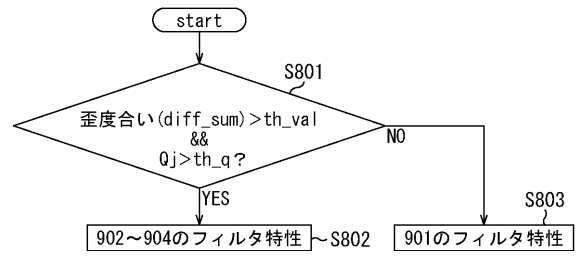 start
S801
歪度合い(diff_sum)>th_val
&&
Qj>th_q?
NO
YES
S803
902～904のフィルタ特性
S802
901のフィルタ特性